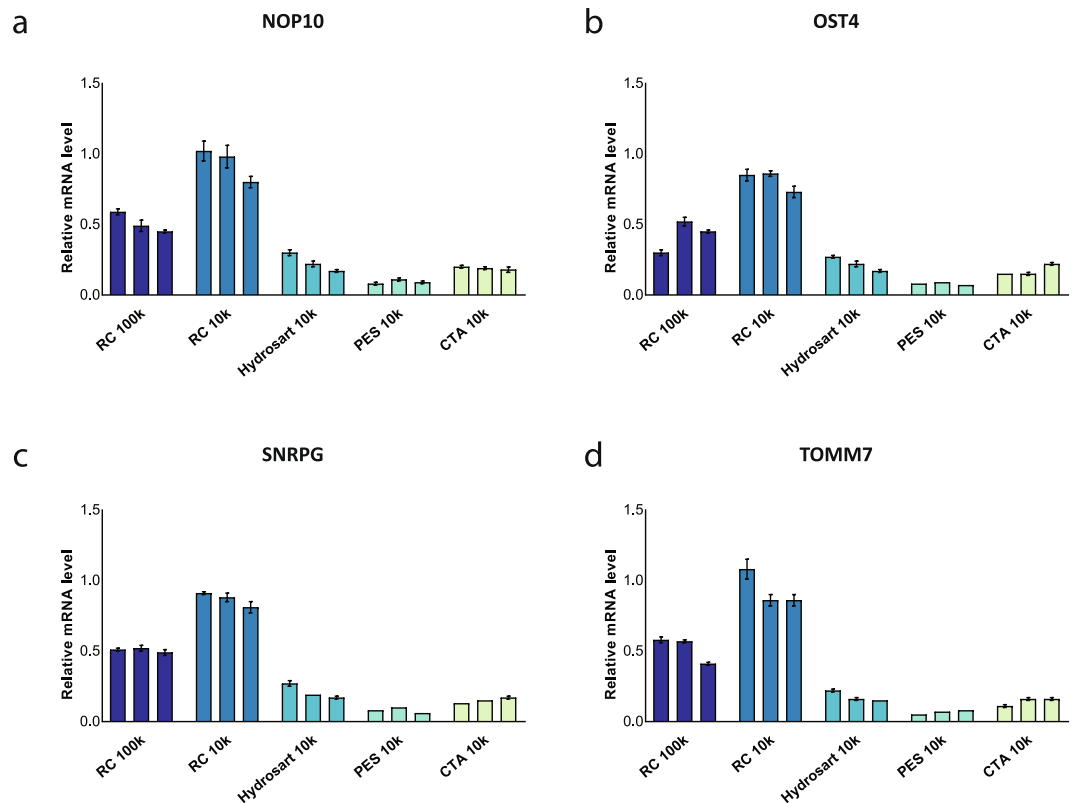 a
NOP10
Relative mRNA level
1.5
1.0
0.5
0.0
RC 100k
RC 10k
Hydrosart 10k
PES 10k
CTA 10k
b
OST4
Relative mRNA level
1.5
1.0
0.5
0.0
RC 100k
RC 10k
Hydrosart 10k
PES 10k
CTA 10k
c
SNRPG
Relative mRNA level
1.5
1.0
0.5
0.0
RC 100k
RC 10k
Hydrosart 10k
PES 10k
CTA 10k
d
TOMM7
Relative mRNA level
1.5
1.0
0.5
0.0
RC 100k
RC 10k
Hydrosart 10k
PES 10k
CTA 10k